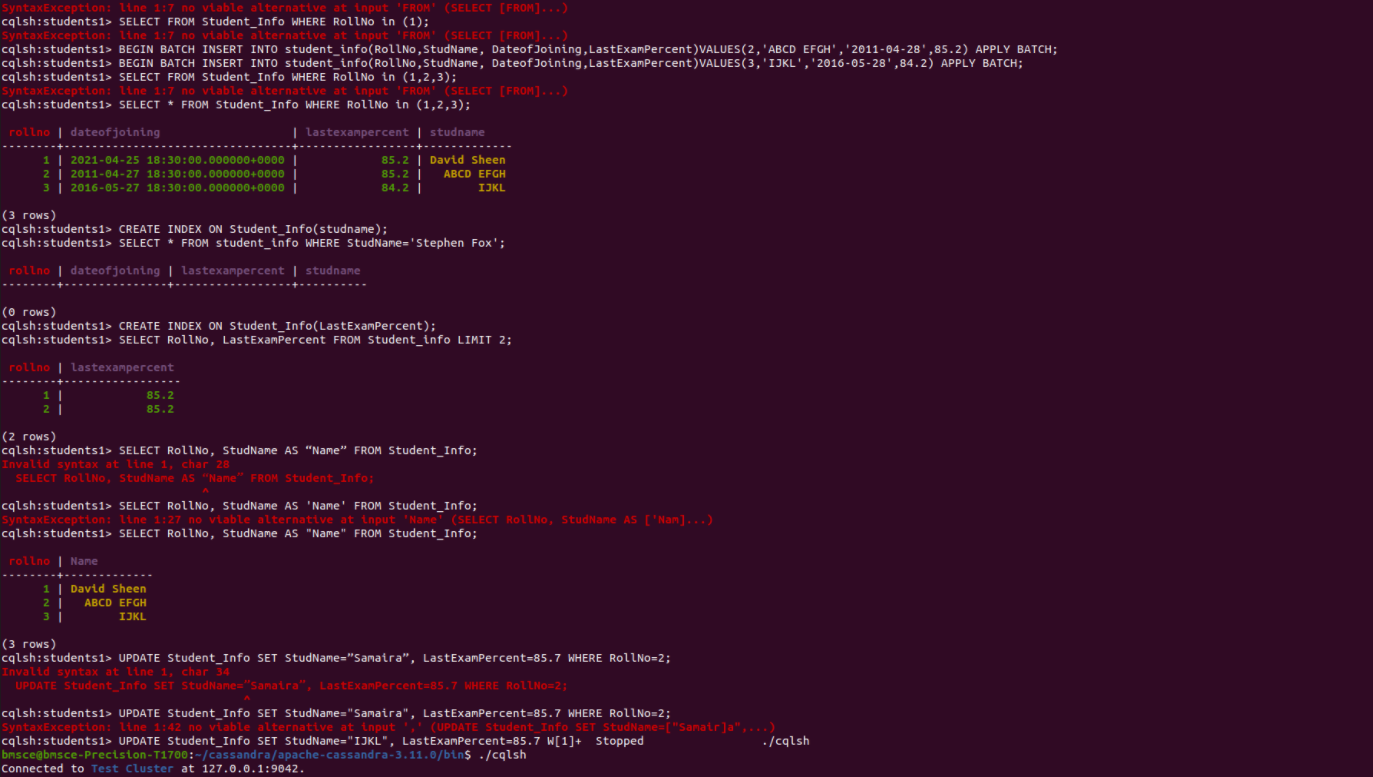 SyntaxException: line 1:7 no viable alternative at input 'FROM' (SELECT [FROM]...)
cqlsh:students1> SELECT FROM Student_Info WHERE RollNo in (1);
SyntaxException: line 1:7 no viable alternative at input 'FROM' (SELECT [FROM]...)
cqlsh:students1> BEGIN BATCH INSERT INTO student_info(RollNo,StudName, DateofJoining,LastExamPercent)VALUES(2,'ABCD EFGH','2011-04-28',85.2) APPLY BATCH;
cqlsh:students1> BEGIN BATCH INSERT INTO student_info(RollNo,StudName, DateofJoining,LastExamPercent)VALUES(3,'IJKL','2016-05-28',84.2) APPLY BATCH;
cqlsh:students1> SELECT FROM Student_Info WHERE RollNo in (1,2,3);
SyntaxException: line 1:7 no viable alternative at input 'FROM' (SELECT [FROM]...)
cqlsh:students1> SELECT * FROM Student_Info WHERE RollNo in (1,2,3);
 rollno | dateofjoining                   | lastexampercent | studname
--------+---------------------------------+-----------------+-------------
      1 | 2021-04-25 18:30:00.000000+0000 |            85.2 | David Sheen
      2 | 2011-04-27 18:30:00.000000+0000 |            85.2 |   ABCD EFGH
      3 | 2016-05-27 18:30:00.000000+0000 |            84.2 |        IJKL
(3 rows)
cqlsh:students1> CREATE INDEX ON Student_Info(studname);
cqlsh:students1> SELECT * FROM student_info WHERE StudName='Stephen Fox';
 rollno | dateofjoining | lastexampercent | studname
--------+---------------+-----------------+----------
(0 rows)
cqlsh:students1> CREATE INDEX ON Student_Info(LastExamPercent);
cqlsh:students1> SELECT RollNo, LastExamPercent FROM Student_info LIMIT 2;
 rollno | lastexampercent
--------+-----------------
      1 |            85.2
      2 |            85.2
(2 rows)
cqlsh:students1> SELECT RollNo, StudName AS “Name” FROM Student_Info;
Invalid syntax at line 1, char 28
  SELECT RollNo, StudName AS “Name” FROM Student_Info;
                             ^
cqlsh:students1> SELECT RollNo, StudName AS 'Name' FROM Student_Info;
SyntaxException: line 1:27 no viable alternative at input 'Name' (SELECT RollNo, StudName AS ['Nam]...)
cqlsh:students1> SELECT RollNo, StudName AS "Name" FROM Student_Info;
 rollno | Name
--------+-------------
      1 | David Sheen
      2 |   ABCD EFGH
      3 |        IJKL
(3 rows)
cqlsh:students1> UPDATE Student_Info SET StudName=”Samaira”, LastExamPercent=85.7 WHERE RollNo=2;
Invalid syntax at line 1, char 34
  UPDATE Student_Info SET StudName=”Samaira”, LastExamPercent=85.7 WHERE RollNo=2;
                                   ^
cqlsh:students1> UPDATE Student_Info SET StudName="Samaira", LastExamPercent=85.7 WHERE RollNo=2;
SyntaxException: line 1:42 no viable alternative at input ',' (UPDATE Student_Info SET StudName=["Samair]a",...)
cqlsh:students1> UPDATE Student_Info SET StudName="IJKL", LastExamPercent=85.7 W[1]+  Stopped                 ./cqlsh
bmsce@bmsce-Precision-T1700:~/cassandra/apache-cassandra-3.11.0/bin$ ./cqlsh
Connected to Test Cluster at 127.0.0.1:9042.